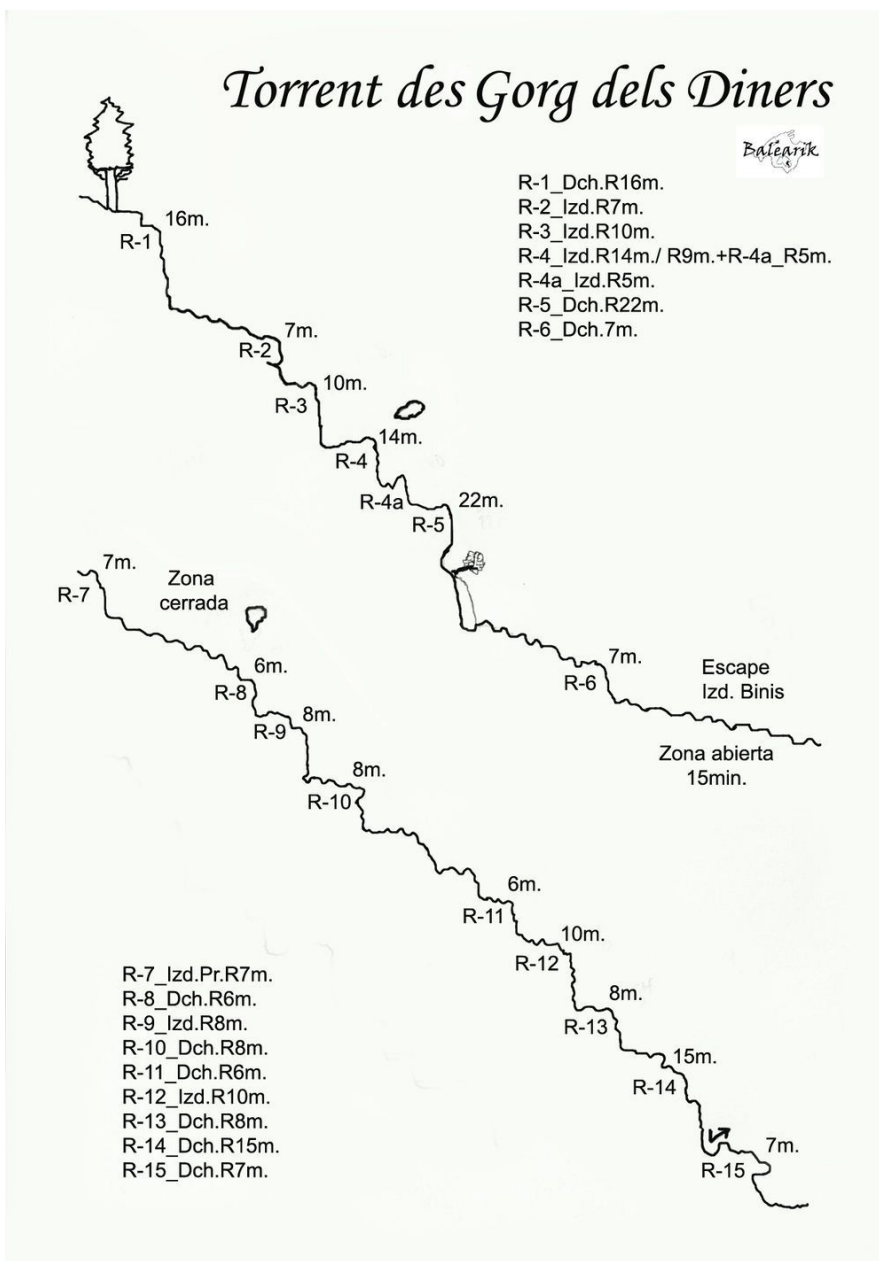 Torrent des Gorg dels Diners
Balearik
R-1_Dch.R16m.
R-2_Izd.R7m.
R-3_Izd.R10m.
R-4_Izd.R14m./ R9m.+R-4a_R5m.
R-4a_Izd.R5m.
R-5_Dch.R22m.
R-6_Dch.7m.
16m.
R-1
7m.
R-2
10m.
R-3
14m.
R-4
R-4a
22m.
R-5
7m.
R-6
Escape
Izd. Binis
Zona abierta
15min.
7m.
R-7
Zona
cerrada
6m.
R-8
8m.
R-9
8m.
R-10
6m.
R-11
10m.
R-12
8m.
R-13
15m.
R-14
7m.
R-15
R-7_Izd.Pr.R7m.
R-8_Dch.R6m.
R-9_Izd.R8m.
R-10_Dch.R8m.
R-11_Dch.R6m.
R-12_Izd.R10m.
R-13_Dch.R8m.
R-14_Dch.R15m.
R-15_Dch.R7m.